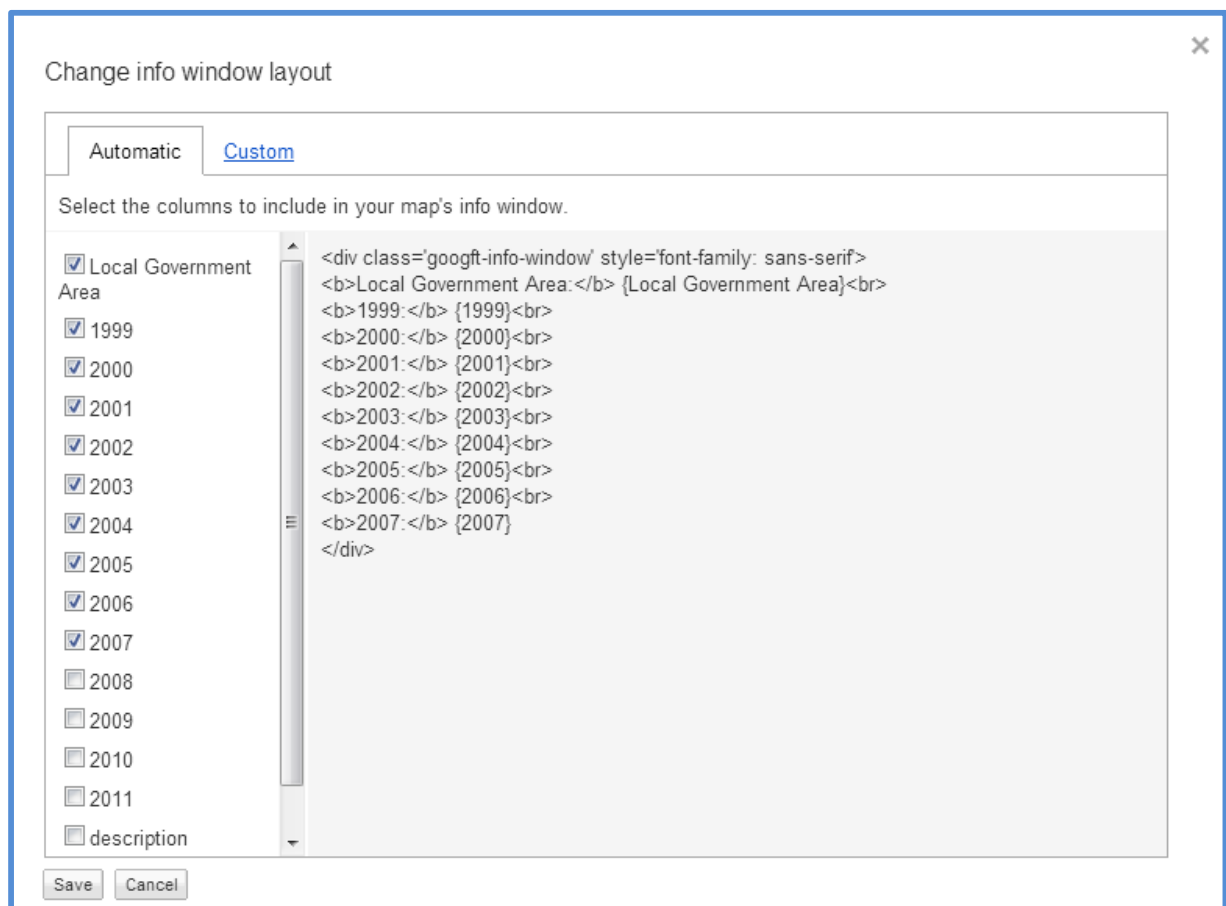 ×
Change info window layout
Automatic
Custom
Select the columns to include in your map's info window.
Local Government
Area
1999
2000
2001
2002
2003
2004
2005
2006
2007
2008
2009
2010
2011
description
<div class='googft-info-window' style='font-family: sans-serif'>
<b>Local Government Area:</b> {Local Government Area}<br>
<b>1999:</b> {1999}<br>
<b>2000:</b> {2000}<br>
<b>2001:</b> {2001}<br>
<b>2002:</b> {2002}<br>
<b>2003:</b> {2003}<br>
<b>2004:</b> {2004}<br>
<b>2005:</b> {2005}<br>
<b>2006:</b> {2006}<br>
<b>2007:</b> {2007}
</div>
Save
Cancel